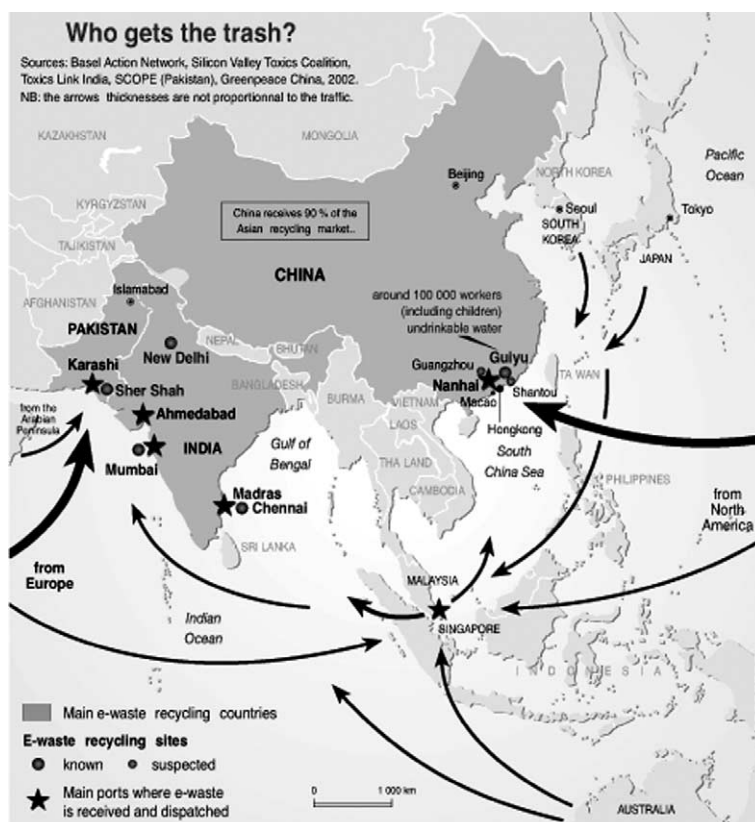 Who gets the trash?
Sources: Basel Action Network, Silicon Valley Toxics Coalition,
Toxics Link India, SCOPE (Pakistan), Greenpeace China, 2002.
NB: the arrows thicknesses are not proportionnal to the traffic.
KAZAKHSTAN
MONGOLIA
KYRGYZSTAN
TAJIKISTAN
AFGHANISTAN
Beijing
NORTH KOREA
Seoul
SOUTH
KOREA
Tokyo
JAPAN
Pacific
Ocean
China receives 90 % of the
Asian recycling market..
CHINA
Islamabad
PAKISTAN
New Delhi
NEPAL
BHUTAN
around 100 000 workers
(including children)
undrinkable water
Karashi
Sher Shah
Ahmedabad
INDIA
Mumbai
BANGLADESH
BURMA
VIETNAM
LAOS
THA LAND
CAMBODIA
Guangzhou
Guiyu
Nanhai
Shantou
Macao
Hongkong
TA WAN
South
China Sea
PHILIPPINES
from the
Arabian
Peninsula
Gulf of
Bengal
Madras
Chennai
SRI LANKA
from
Europe
from
North
America
MALAYSIA
SINGAPORE
Indian
Ocean
INDONESIA
AUSTRALIA
Main e-waste recycling countries
E-waste recycling sites
known
suspected
Main ports where e-waste
is received and dispatched
0
1 000 km